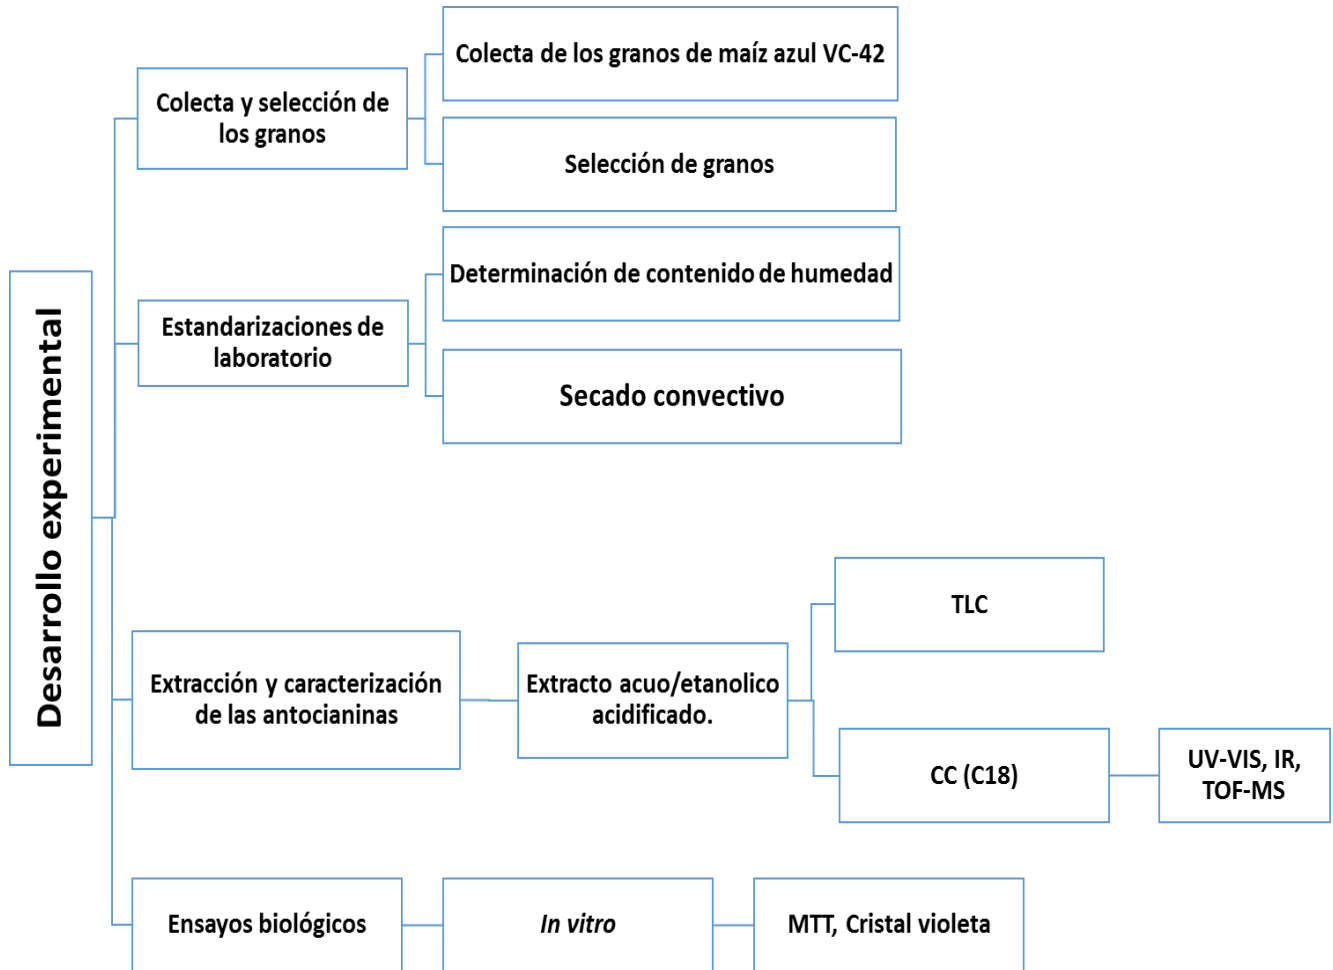 Desarrollo experimental
Colecta y selección de
los granos
Colecta de los granos de maíz azul VC-42
Selección de granos
Estandarizaciones de
laboratorio
Determinación de contenido de humedad
Secado convectivo
Extracción y caracterización
de las antocianinas
Extracto acuo/etanolico
acidificado.
TLC
CC (C18)
UV-VIS, IR,
TOF-MS
Ensayos biológicos
In vitro
MTT, Cristal violeta